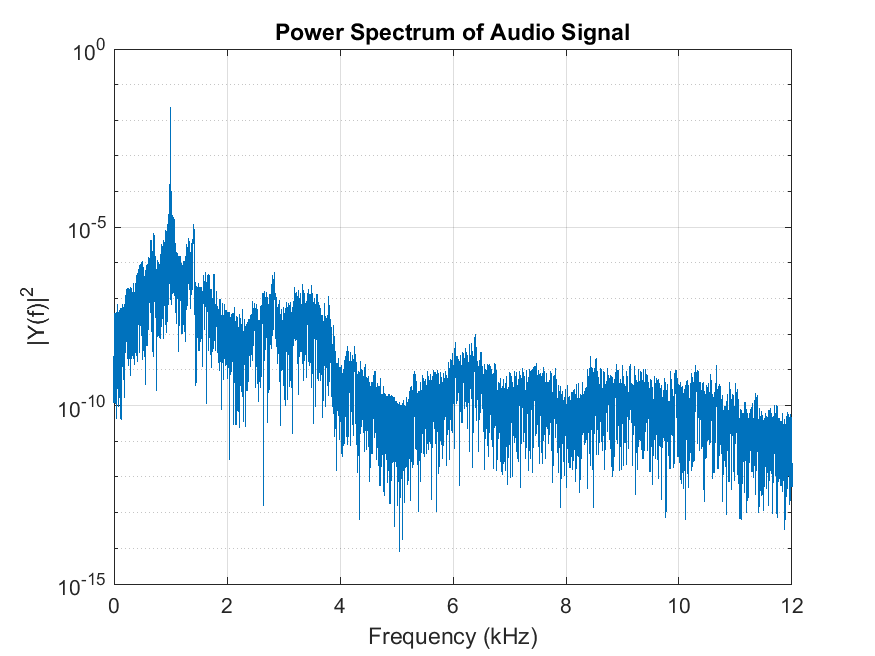 Power Spectrum of Audio Signal
10^0
10^-5
10^-10
10^-15
|Y(f)|^2
0 2 4 6 8 10 12
Frequency (kHz)